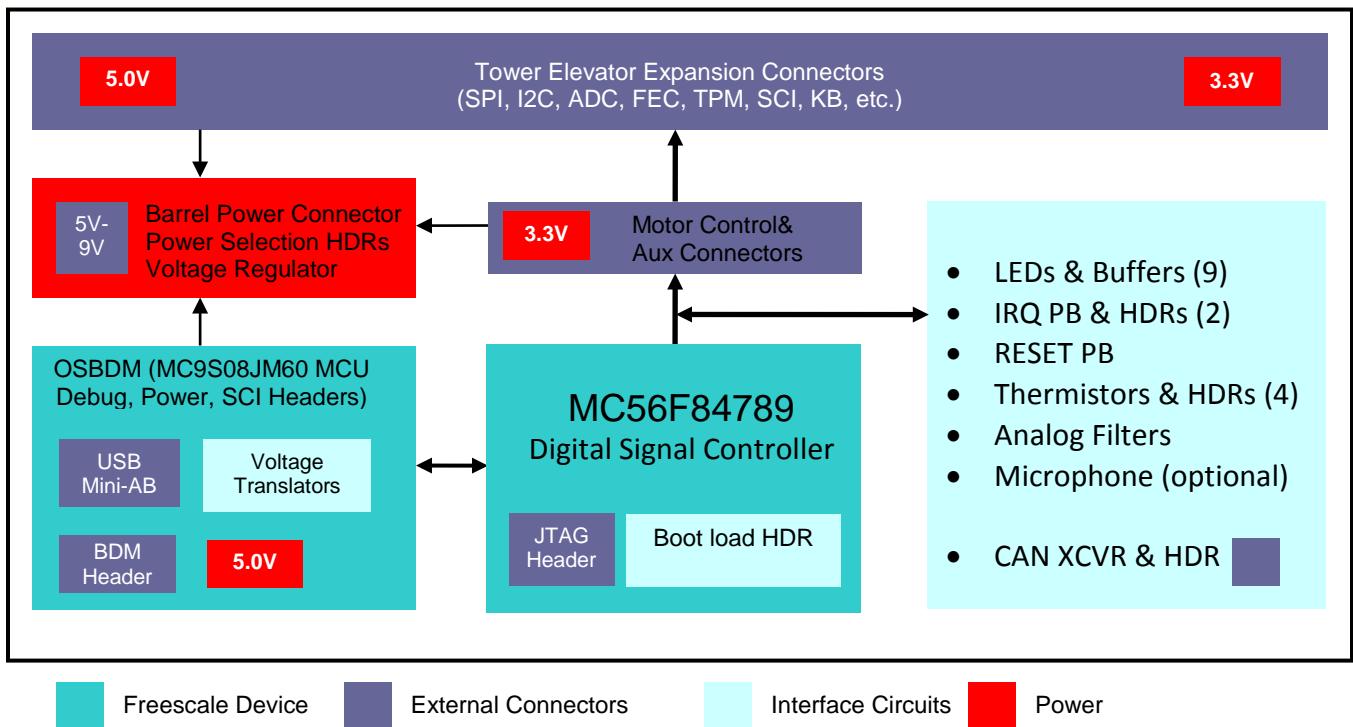 5.0V
Tower Elevator Expansion Connectors
(SPI, I2C, ADC, FEC, TPM, SCI, KB, etc.)
3.3V
5V-
9V
Barrel Power Connector
Power Selection HDRs
Voltage Regulator
3.3V
Motor Control&
Aux Connectors
OSBDM (MC9S08JM60 MCU
Debug, Power, SCI Headers)
USB
Mini-AB
Voltage
Translators
BDM
Header
5.0V
MC56F84789
Digital Signal Controller
JTAG
Header
Boot load HDR
• LEDs & Buffers (9)
• IRQ PB & HDRs (2)
• RESET PB
• Thermistors & HDRs (4)
• Analog Filters
• Microphone (optional)
• CAN XCVR & HDR
Freescale Device
External Connectors
Interface Circuits
Power